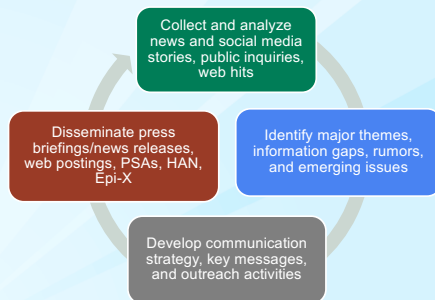 Collect and analyze
news and social media
stories, public inquiries,
web hits
Identify major themes,
information gaps, rumors,
and emerging issues
Develop communication
strategy, key messages,
and outreach activities
Disseminate press
briefings/news releases,
web postings, PSAs, HAN,
Epi-X